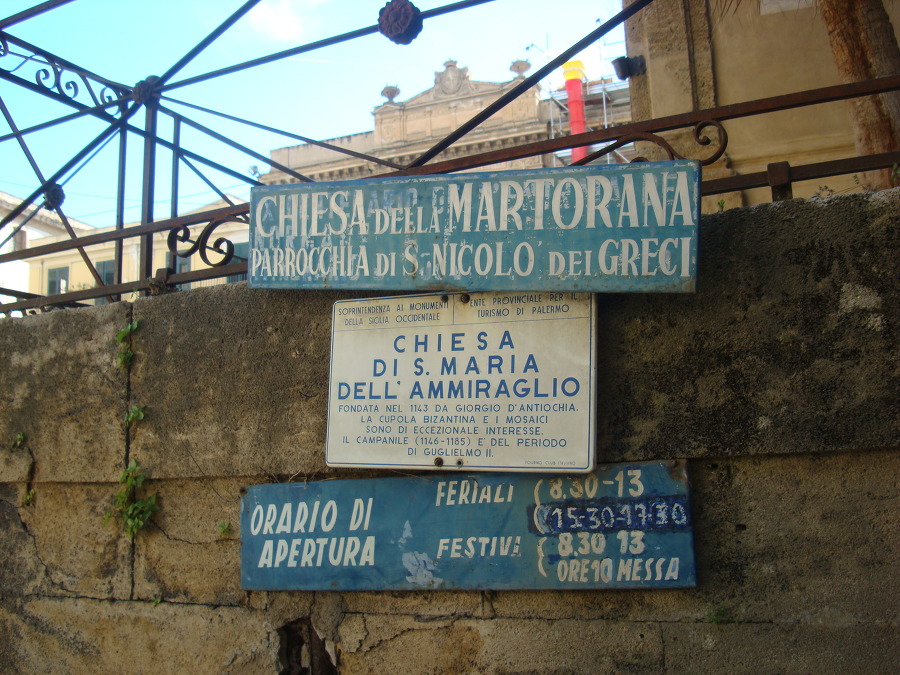 CHIESA DELLA MARTORANA
PARROCCHIA DI S. NICOLO' DEI GRECI
SOPRINTENDENZA AI MONUMENTI
DELLA SICILIA OCCIDENTALE
ENTE PROVINCIALE PER IL
TURISMO DI PALERMO
CHIESA
DI S. MARIA
DELL'AMMIRAGLIO
FONDATA NEL 1143 DA GIORGIO D'ANTIOCHIA.
LA CUPOLA BIZANTINA E I MOSAICI
SONO DI ECCEZIONALE INTERESSE.
IL CAMPANILE (1146-1185) E' DEL PERIODO
DI GUGLIELMO II.
ORARIO DI
APERTURA
FERIALI 8.30-13
15-30-17-30
FESTIVI 8.30 13
ORE 10 MESSA